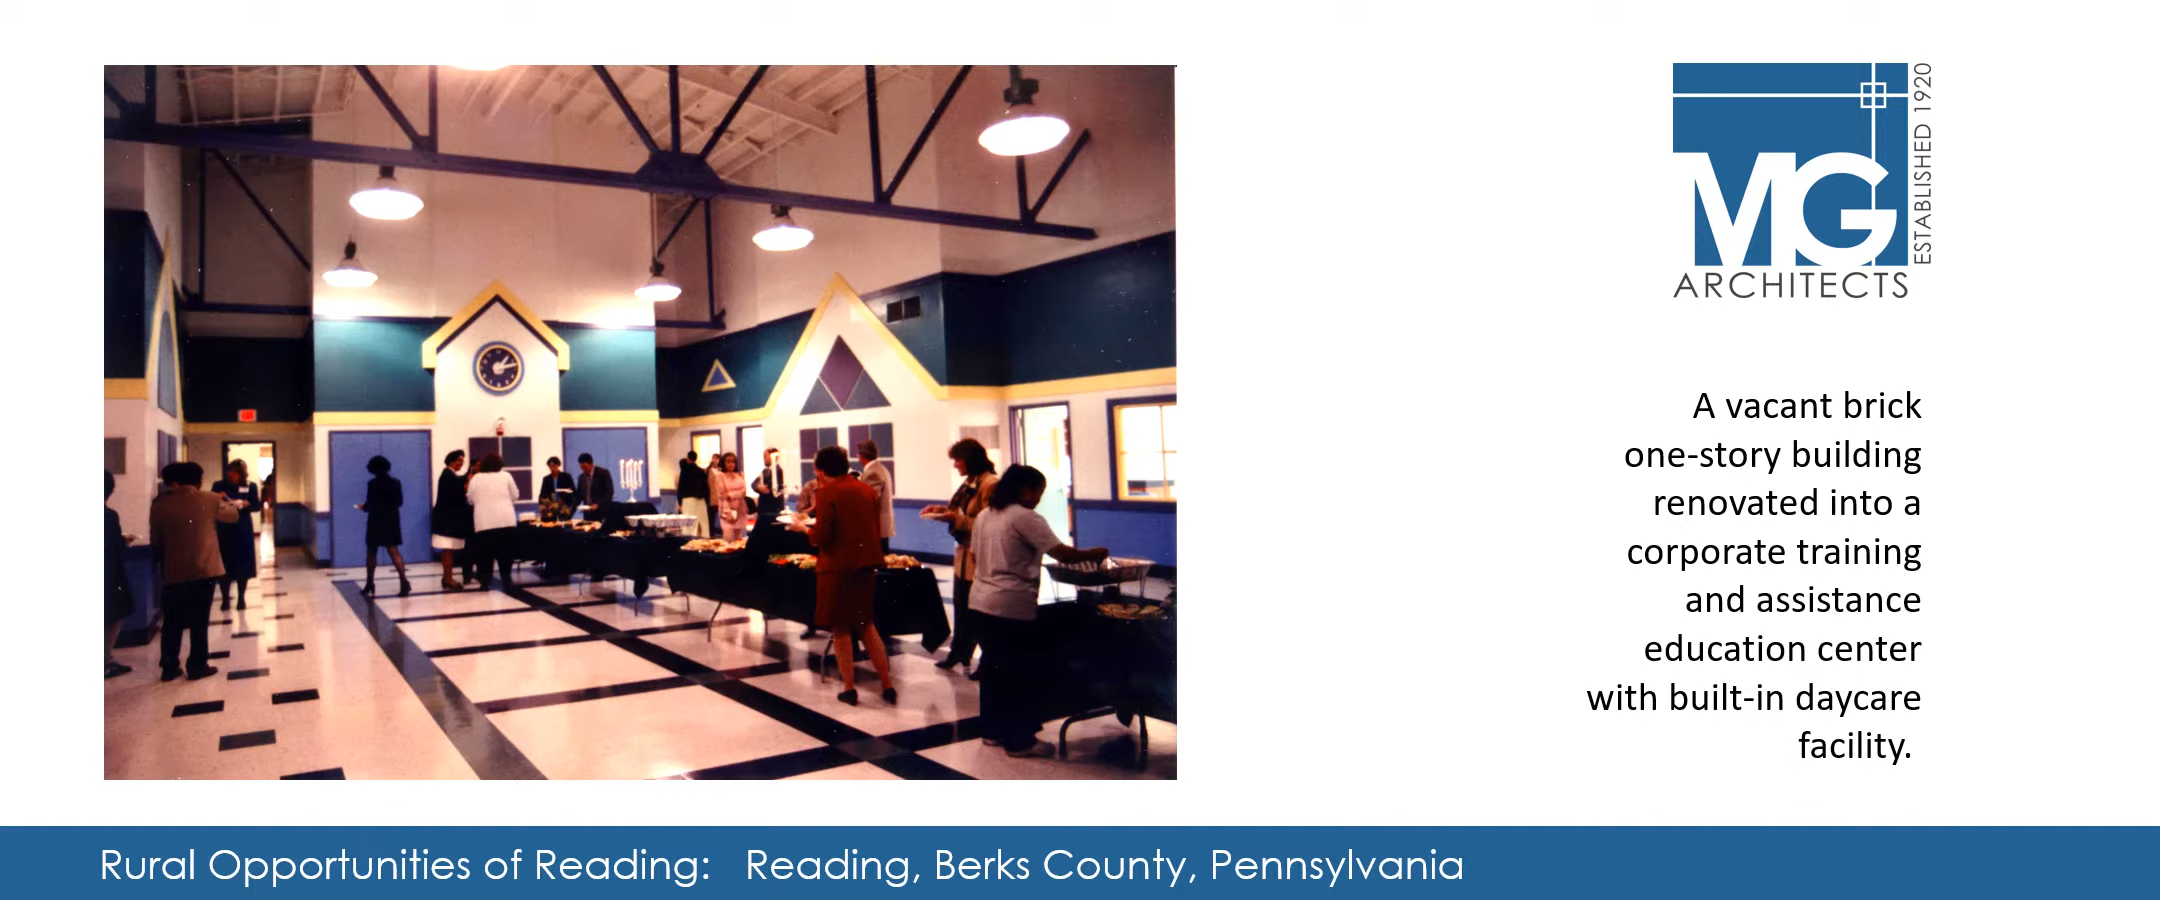 MG
ARCHITECTS
ESTABLISHED 1920
A vacant brick
one-story building
renovated into a
corporate training
and assistance
education center
with built-in daycare
facility.
Rural Opportunities of Reading:   Reading, Berks County, Pennsylvania